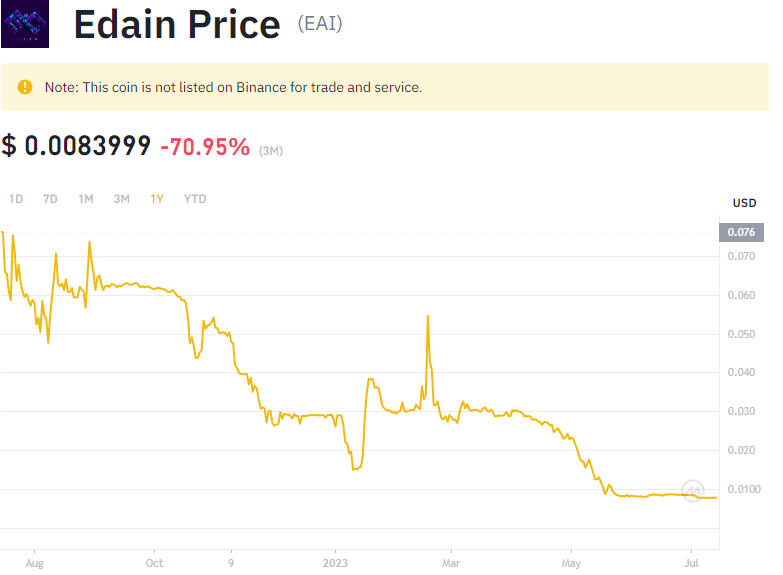 Edain Price (EAI)
Note: This coin is not listed on Binance for trade and service.
$ 0.0083999 -70.95% (3M)
1D 7D 1M 3M 1Y YTD
USD
0.076
0.070
0.060
0.050
0.040
0.030
0.020
0.0100
Aug Oct 9 2023 Mar May Jul